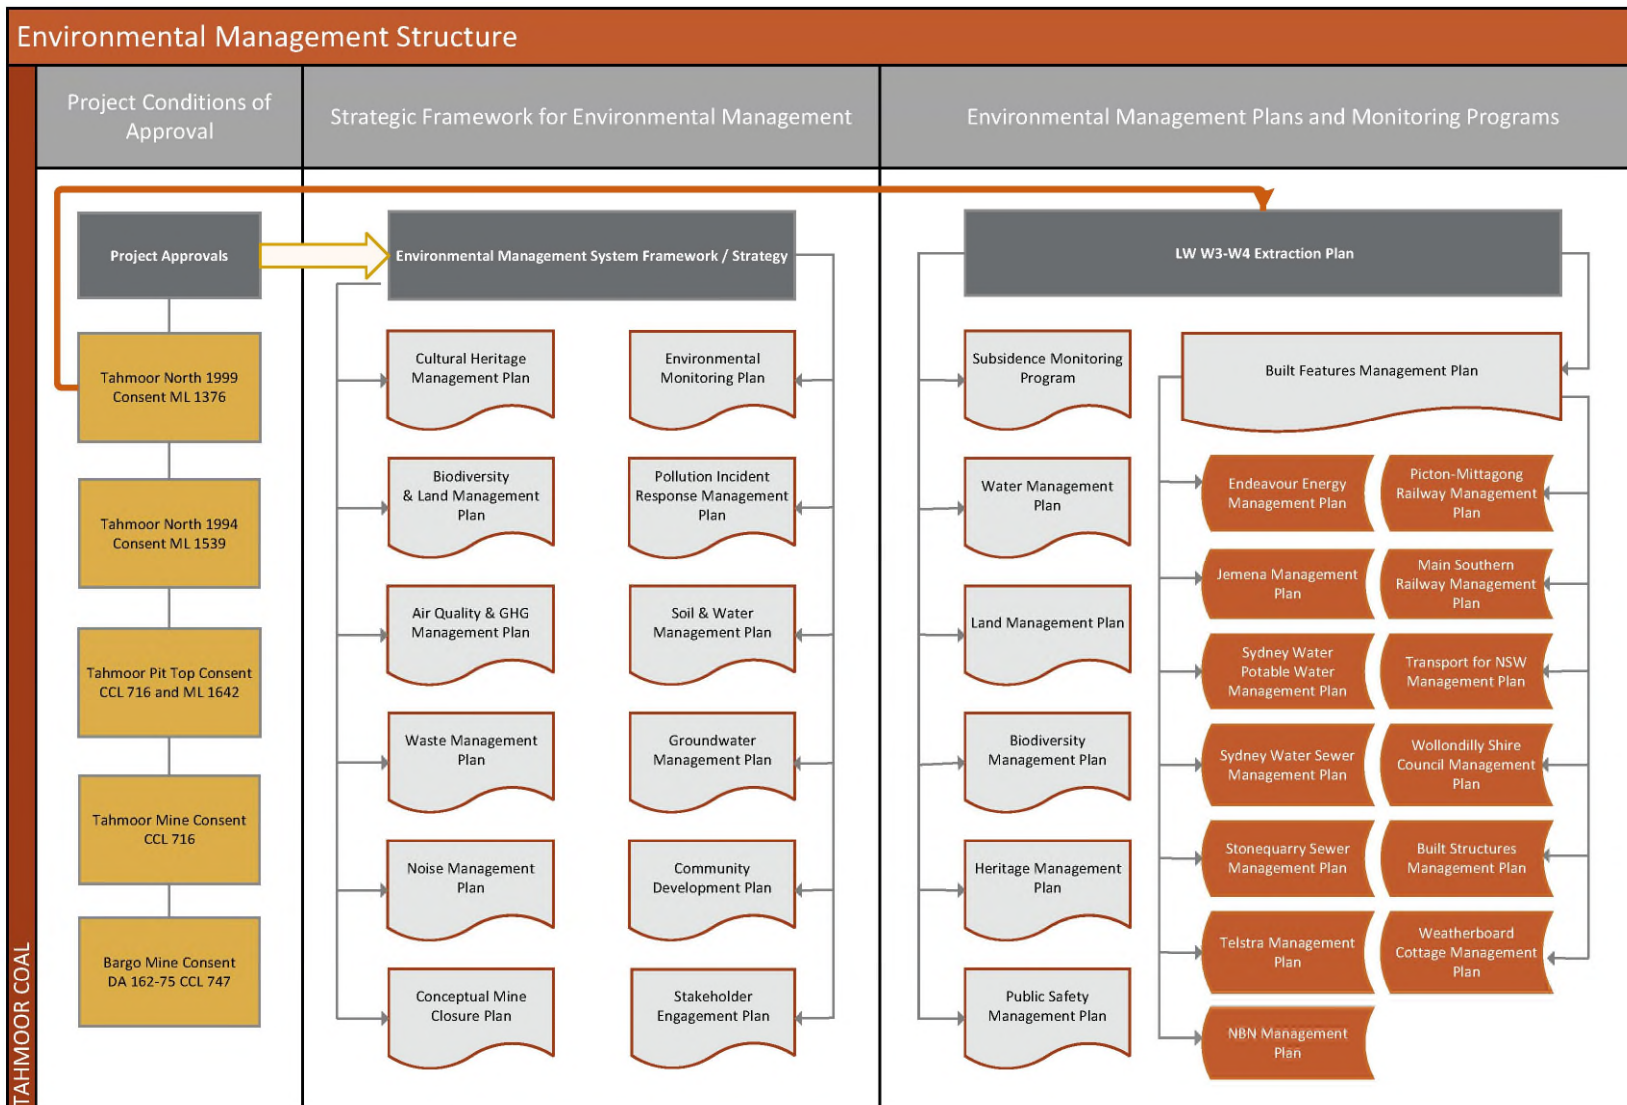 Environmental Management Structure
TAHMOOR COAL
Project Conditions of
Approval
Strategic Framework for Environmental Management
Environmental Management Plans and Monitoring Programs
Project Approvals
Tahmoor North 1999
Consent ML 1376
Tahmoor North 1994
Consent ML 1539
Tahmoor Pit Top Consent
CCL 716 and ML 1642
Tahmoor Mine Consent
CCL 716
Bargo Mine Consent
DA 162-75 CCL 747
Environmental Management System Framework / Strategy
Cultural Heritage
Management Plan
Biodiversity
& Land Management
Plan
Air Quality & GHG
Management Plan
Waste Management
Plan
Noise Management
Plan
Conceptual Mine
Closure Plan
Environmental
Monitoring Plan
Pollution Incident
Response Management
Plan
Soil & Water
Management Plan
Groundwater
Management Plan
Community
Development Plan
Stakeholder
Engagement Plan
LW W3-W4 Extraction Plan
Subsidence Monitoring
Program
Water Management
Plan
Land Management Plan
Biodiversity
Management Plan
Heritage Management
Plan
Public Safety
Management Plan
Built Features Management Plan
Endeavour Energy
Management Plan
Jemena Management
Plan
Sydney Water
Potable Water
Management Plan
Sydney Water Sewer
Management Plan
Stonequarry Sewer
Management Plan
Telstra Management
Plan
NBN Management
Plan
Picton-Mittagong
Railway Management
Plan
Main Southern
Railway Management
Plan
Transport for NSW
Management Plan
Wollondilly Shire
Council Management
Plan
Built Structures
Management Plan
Weatherboard
Cottage Management
Plan